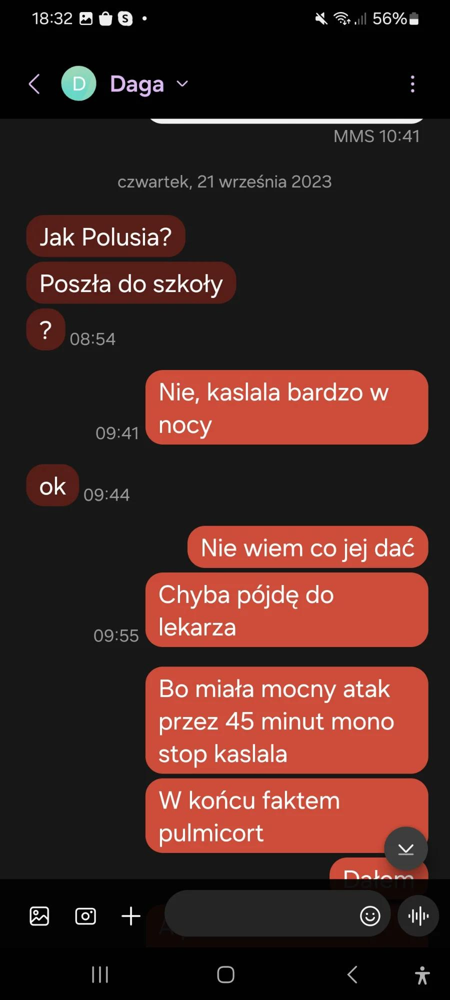 18:32 S 56%
D Daga
MMS 10:41
czwartek, 21 września 2023
Jak Polusia?
Poszła do szkoły
? 08:54
Nie, kaslala bardzo w
nocy
09:41
ok 09:44
Nie wiem co jej dać
Chyba pójdę do
lekarza
09:55
Bo miała mocny atak
przez 45 minut mono
stop kaslala
W końcu faktem
pulmicort
Dałem